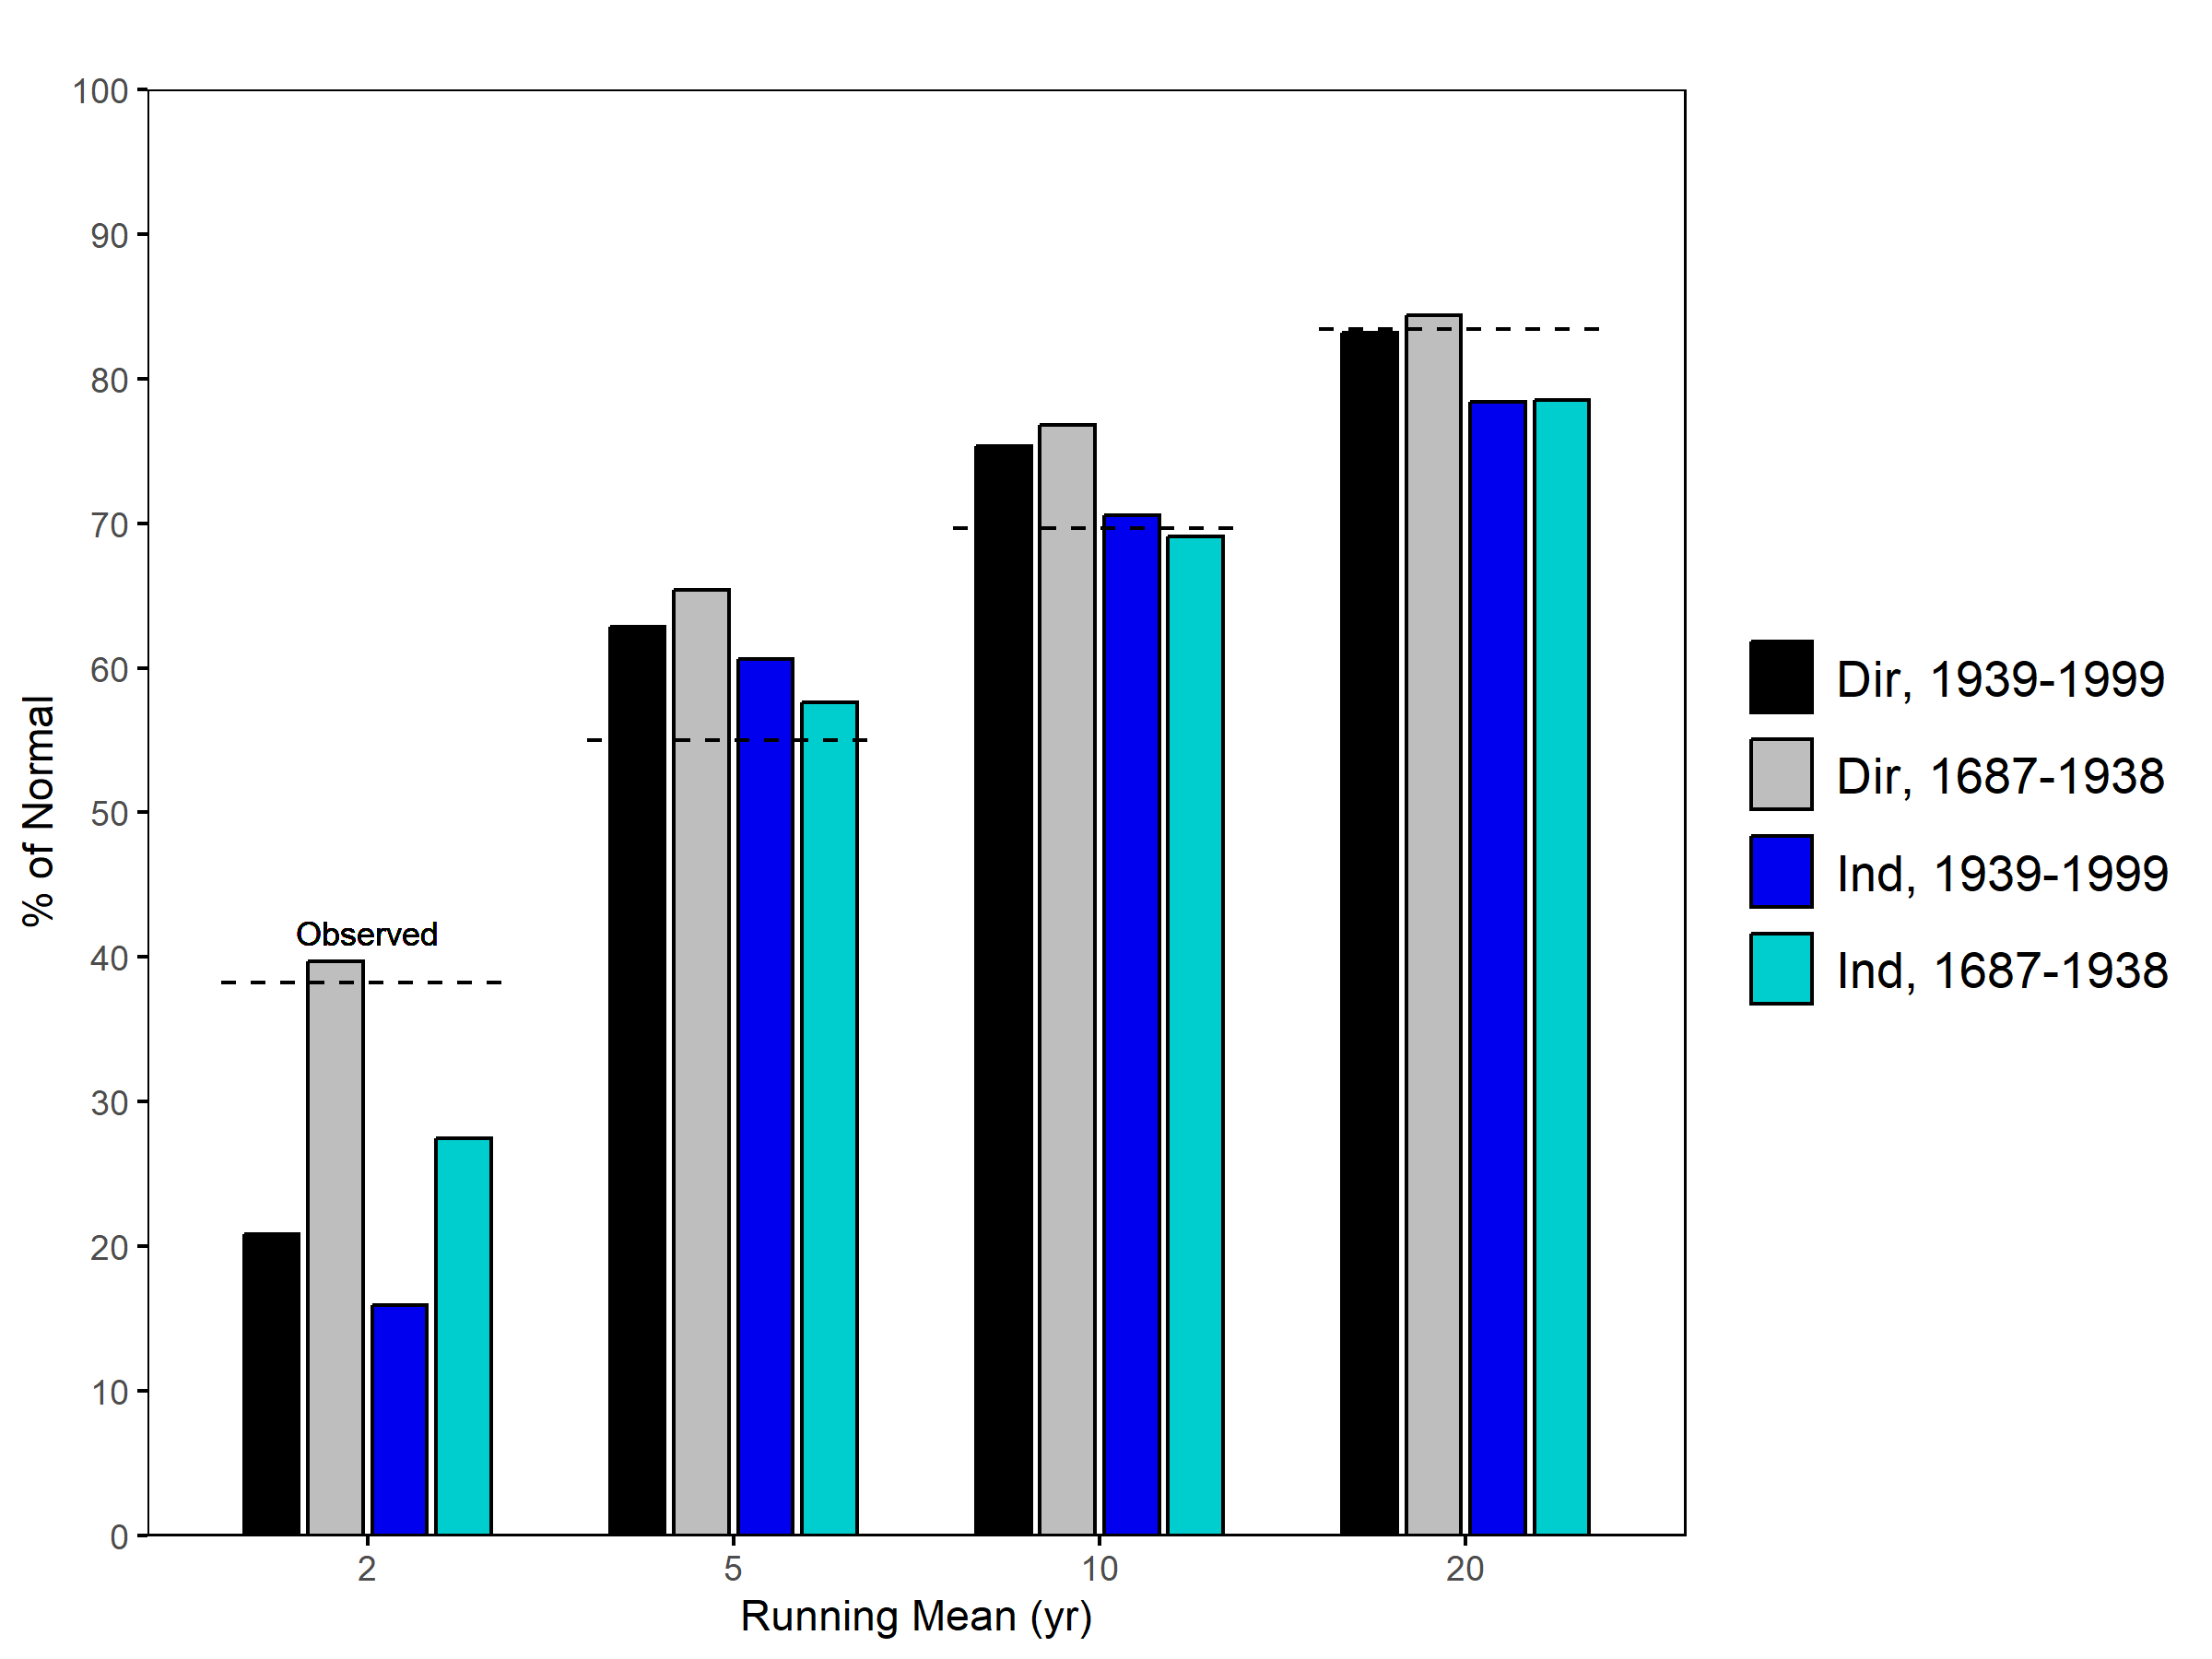 % of Normal
100
90
80
70
60
50
40
30
20
10
0
Observed
2
5
10
20
Running Mean (yr)
Dir, 1939-1999
Dir, 1687-1938
Ind, 1939-1999
Ind, 1687-1938